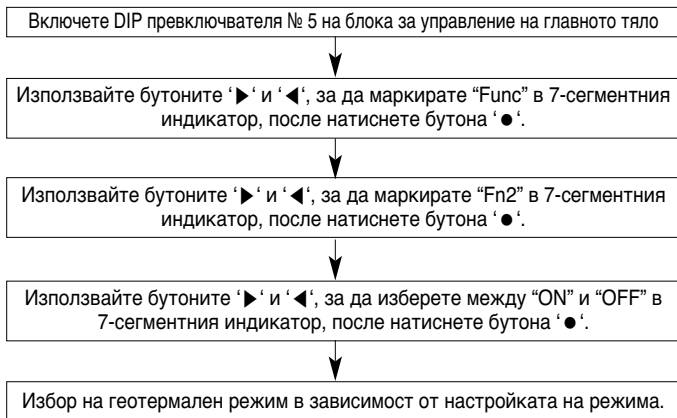 Включете DIP превключвателя № 5 на блока за управление на главното тяло
Използвайте бутоните ‘▶‘ и ‘◀‘, за да маркирате “Func” в 7-сегментния
индикатор, после натиснете бутона ‘●‘.
Използвайте бутоните ‘▶‘ и ‘◀‘, за да маркирате “Fn2” в 7-сегментния
индикатор, после натиснете бутона ‘●‘.
Използвайте бутоните ‘▶‘ и ‘◀‘, за да изберете между “ON” и “OFF” в
7-сегментния индикатор, после натиснете бутона ‘●‘.
Избор на геотермален режим в зависимост от настройката на режима.